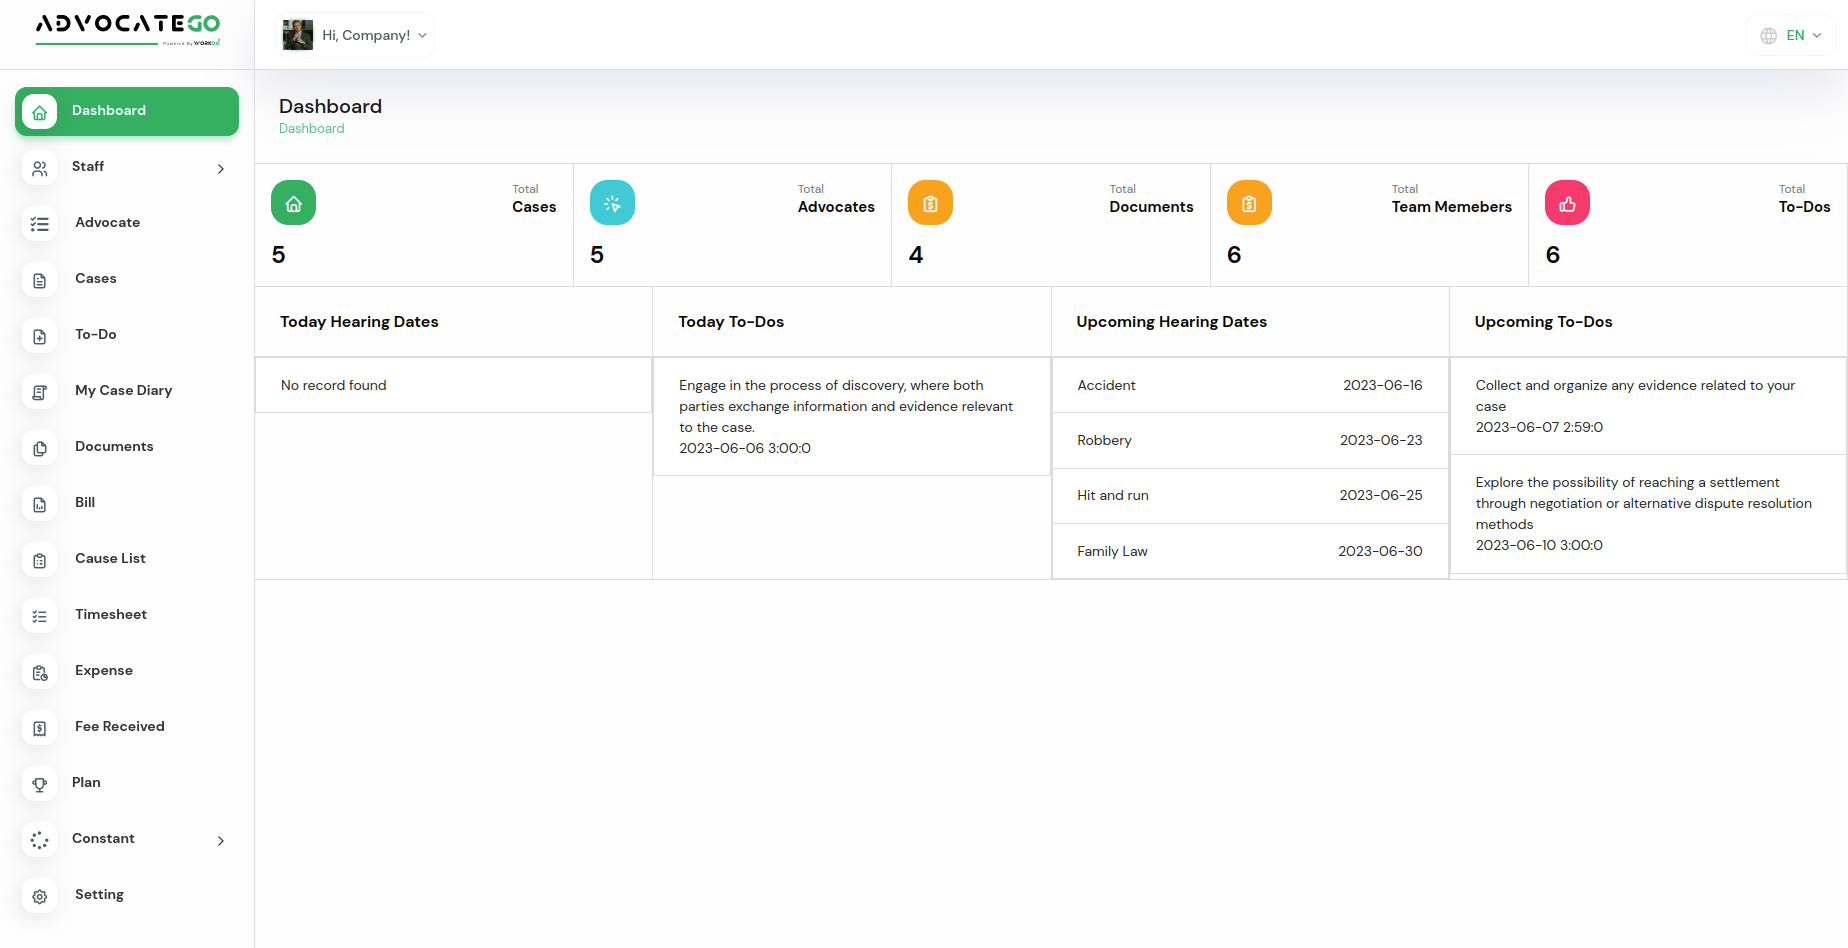 ADVOCATEGO
Powered By WORKDO
Hi, Company!
EN
Dashboard
Staff
Advocate
Cases
To-Do
My Case Diary
Documents
Bill
Cause List
Timesheet
Expense
Fee Received
Plan
Constant
Setting
Dashboard
Dashboard
Total
Cases
5
Total
Advocates
5
Total
Documents
4
Total
Team Memebers
6
Total
To-Dos
6
Today Hearing Dates
No record found
Today To-Dos
Engage in the process of discovery, where both
parties exchange information and evidence relevant
to the case.
2023-06-06 3:00:0
Upcoming Hearing Dates
Accident 2023-06-16
Robbery 2023-06-23
Hit and run 2023-06-25
Family Law 2023-06-30
Upcoming To-Dos
Collect and organize any evidence related to your
case
2023-06-07 2:59:0
Explore the possibility of reaching a settlement
through negotiation or alternative dispute resolution
methods
2023-06-10 3:00:0